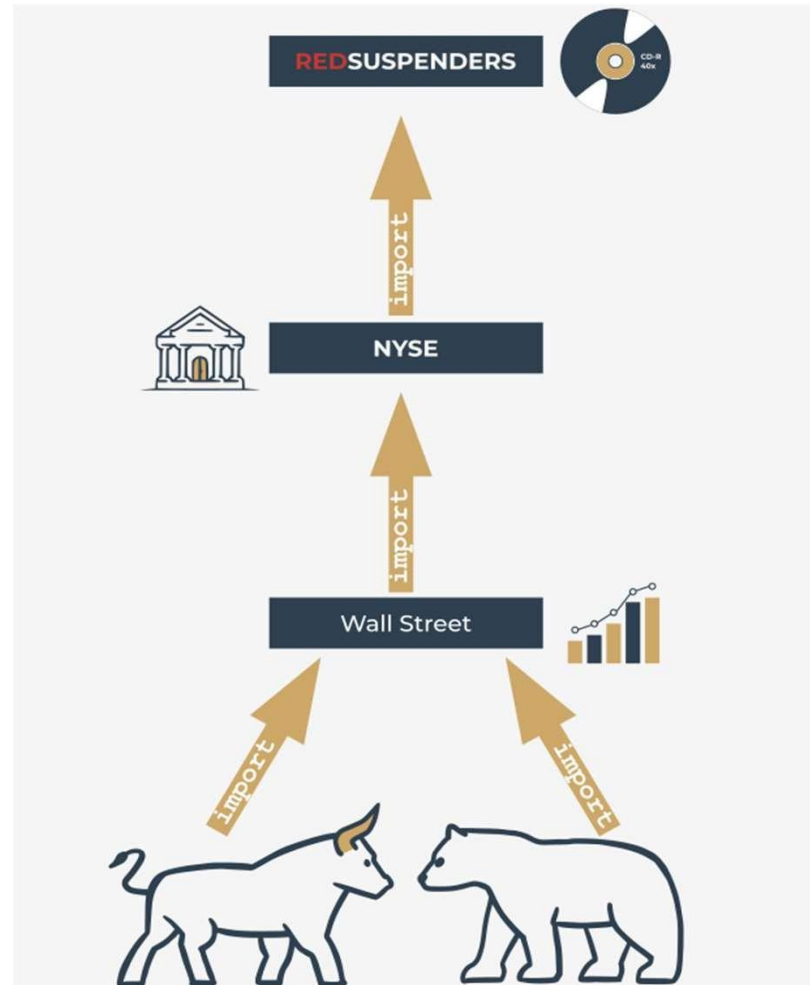 REDSUSPENDERS
CD-R
40x
import
NYSE
import
Wall Street
import
import